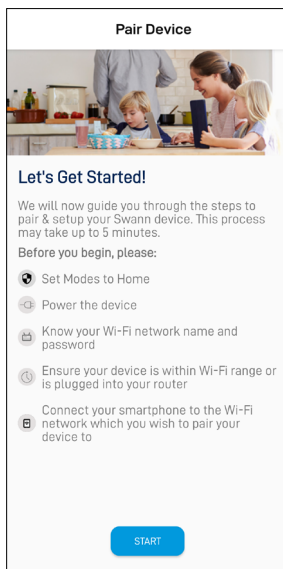 Pair Device
Let's Get Started!
We will now guide you through the steps to
pair & setup your Swann device. This process
may take up to 5 minutes.
Before you begin, please:
Set Modes to Home
Power the device
Know your Wi-Fi network name and
password
Ensure your device is within Wi-Fi range or
is plugged into your router
Connect your smartphone to the Wi-Fi
network which you wish to pair your
device to
START